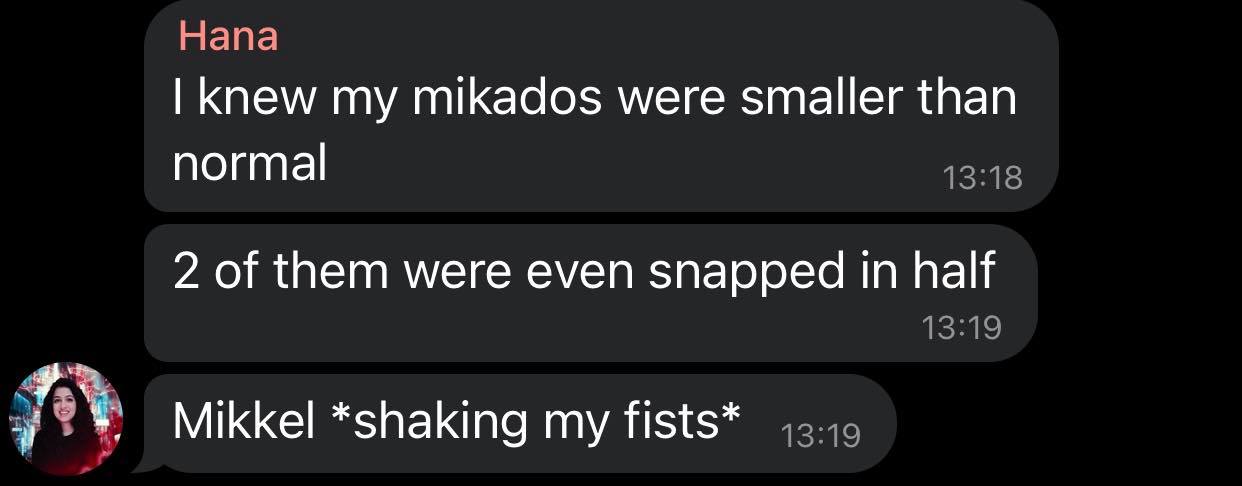 Hana
I knew my mikados were smaller than
normal
13:18
2 of them were even snapped in half
13:19
Mikkel *shaking my fists*
13:19